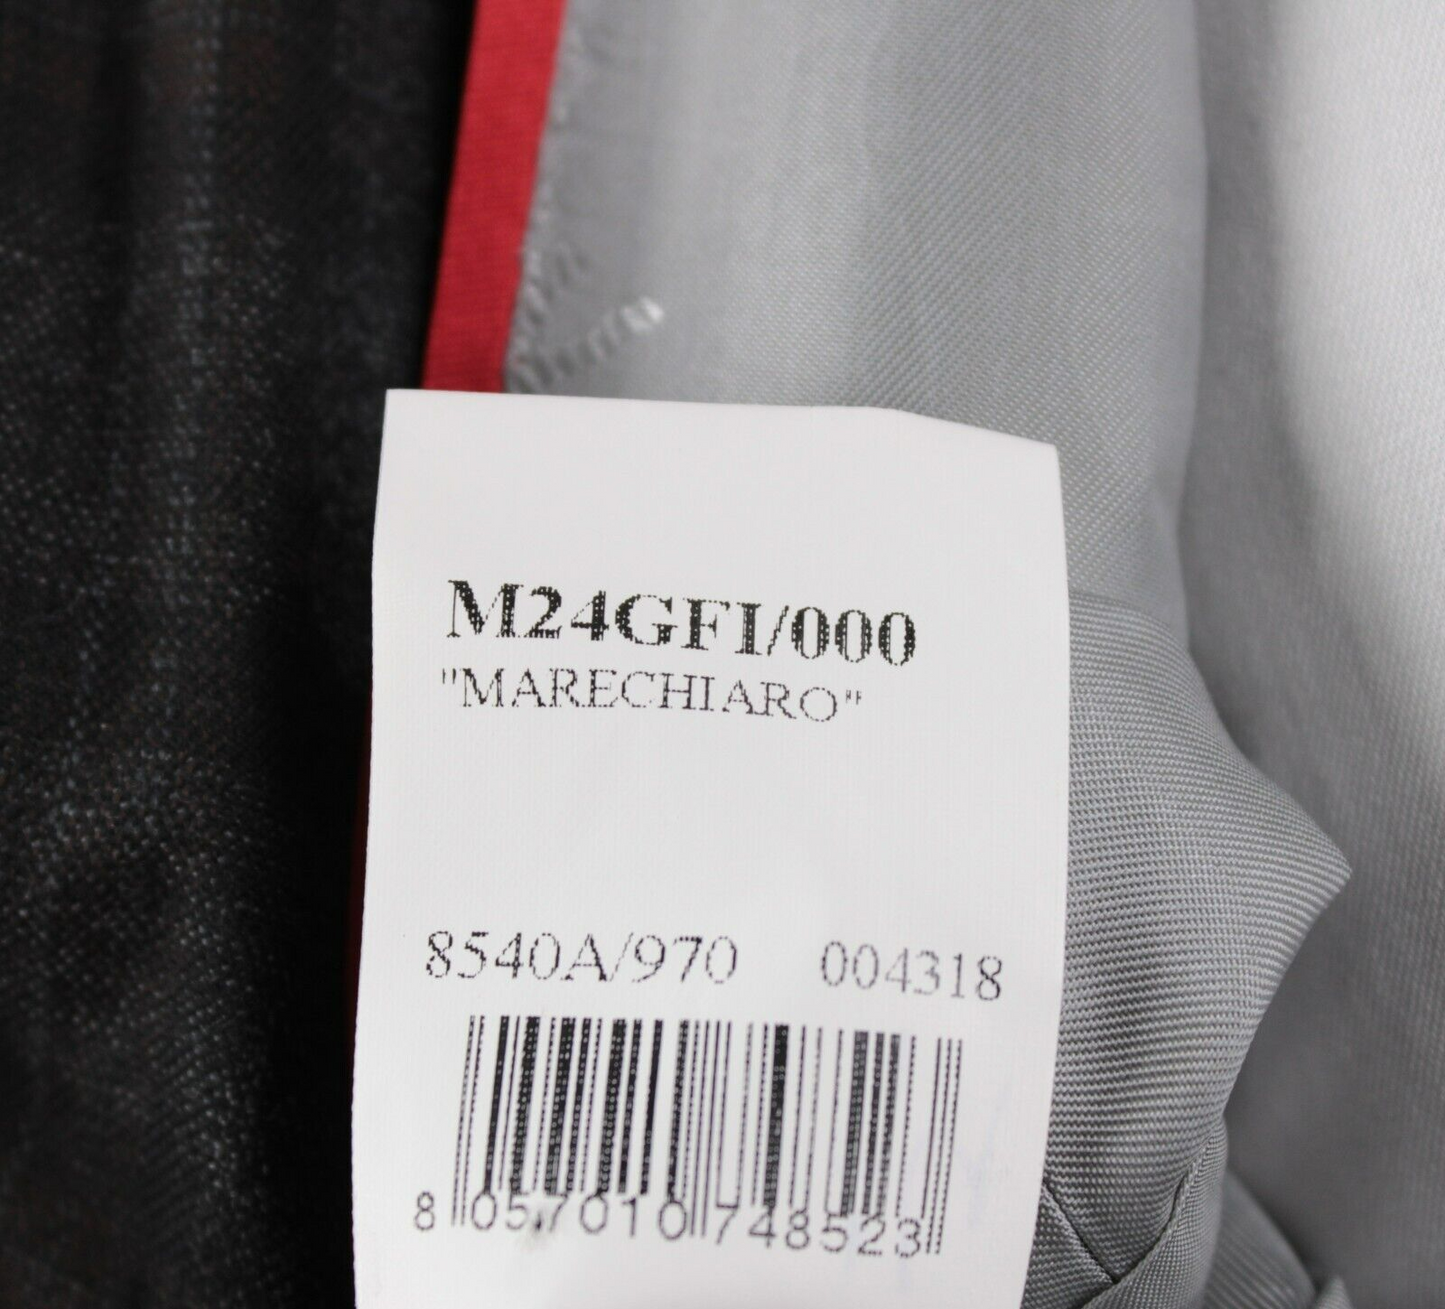 M24GFI/000
"MARECHIARO"
8540A/970 004318
8 057010 748523